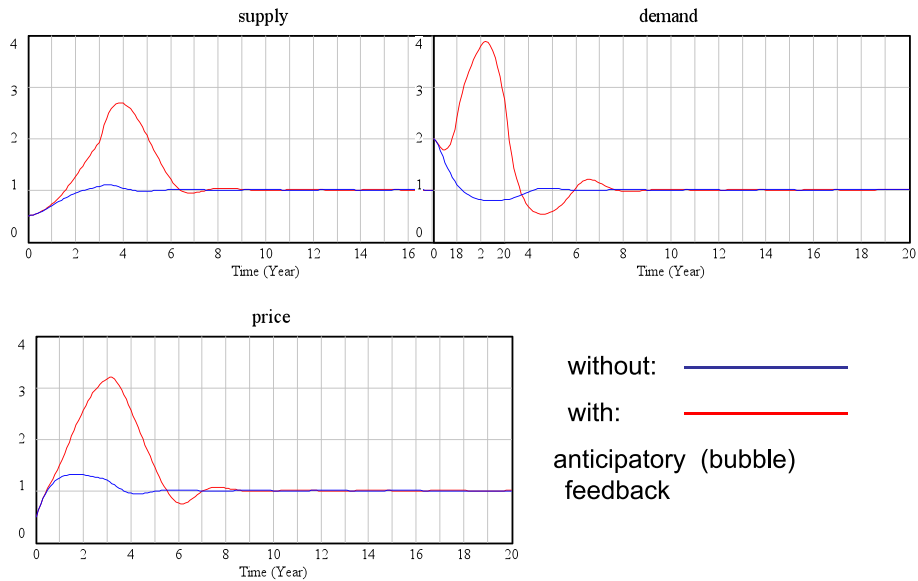 supply
demand
4
3
2
1
0
0 2 4 6 8 10 12 14 16
Time (Year)
4
3
2
1
0
0 18 2 20 4 6 8 10 12 14 16 18 20
Time (Year)
price
4
3
2
1
0
0 2 4 6 8 10 12 14 16 18 20
Time (Year)
without:
with:
anticipatory (bubble)
feedback